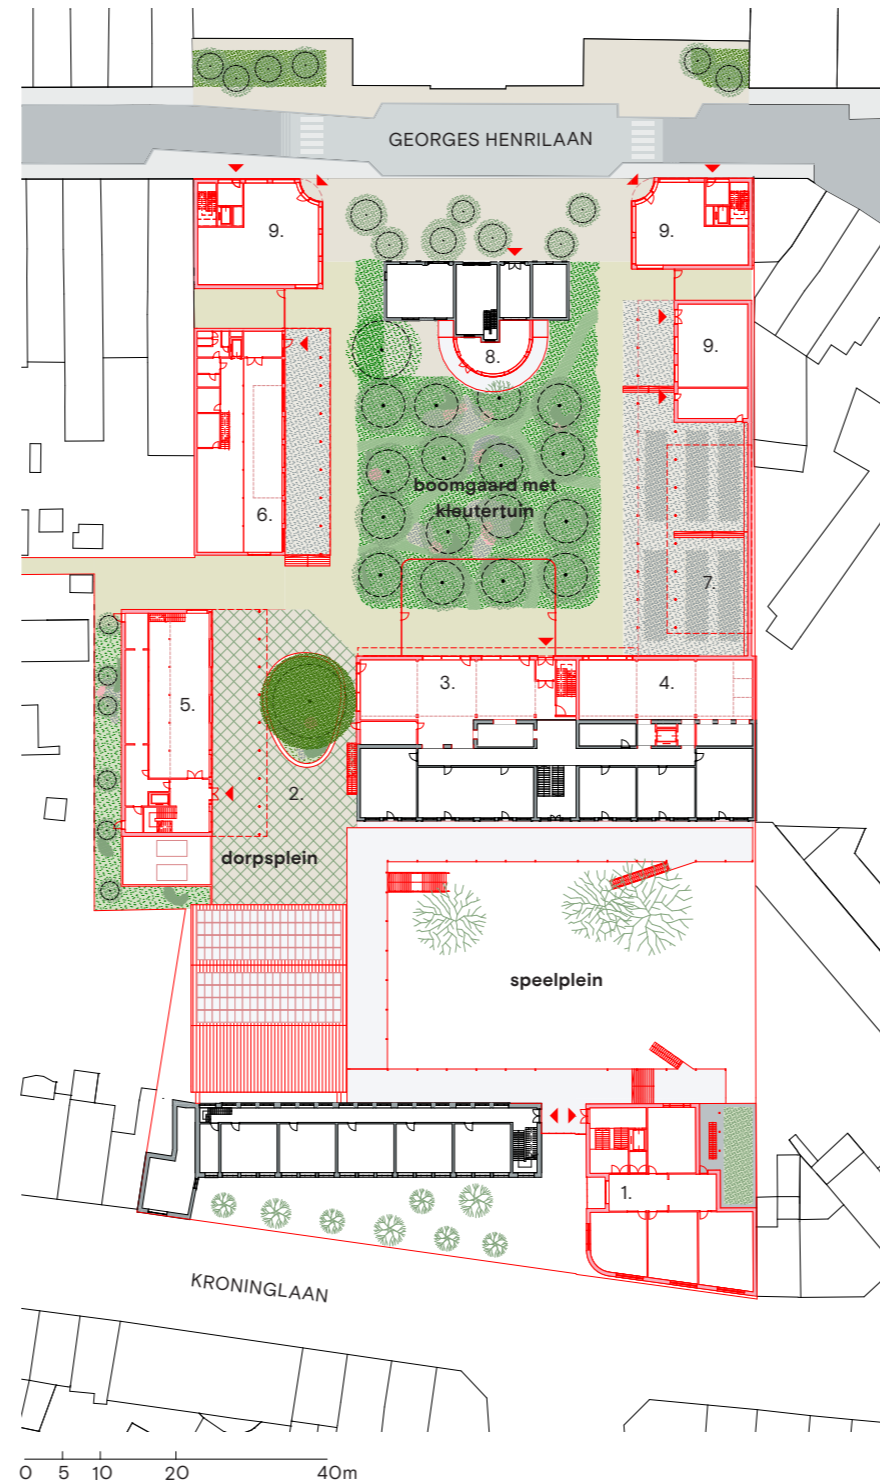 GEORGES HENRILAAN
9.
9.
8.
9.
boomgaard met
kleutertuin
6.
7.
5.
3.
4.
2.
dorpsplein
speelplein
1.
KRONINGLAAN
0 5 10 20 40m